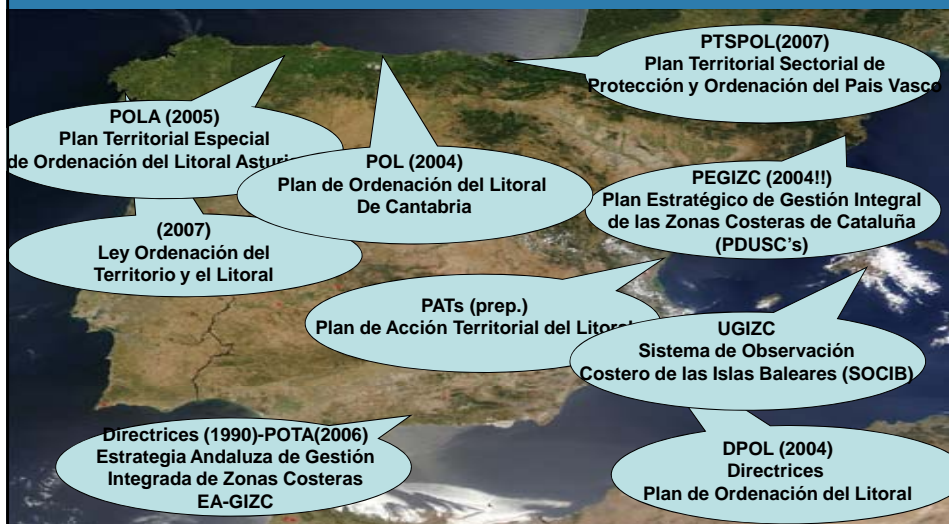 PTSPOL(2007)
Plan Territorial Sectorial de
Protección y Ordenación del Pais Vasco
POLA (2005)
Plan Territorial Especial
de Ordenación del Litoral
POL (2004)
Plan de Ordenación del Litoral
De Cantabria
PEGIZC (2004!!)
Plan Estratégico de Gestión Integral
de las Zonas Costeras de Cataluña
(PDUSC's)
(2007)
Ley Ordenación del
Territorio y el Litoral
PATs (prep.)
Plan de Acción Territorial del Litoral
UGIZC
Sistema de Observación
Costero de las Islas Baleares (SOCIB)
Directrices (1990)-POTA(2006)
Estrategia Andaluza de Gestión
Integrada de Zonas Costeras
EA-GIZC
DPOL (2004)
Directrices
Plan de Ordenación del Litoral